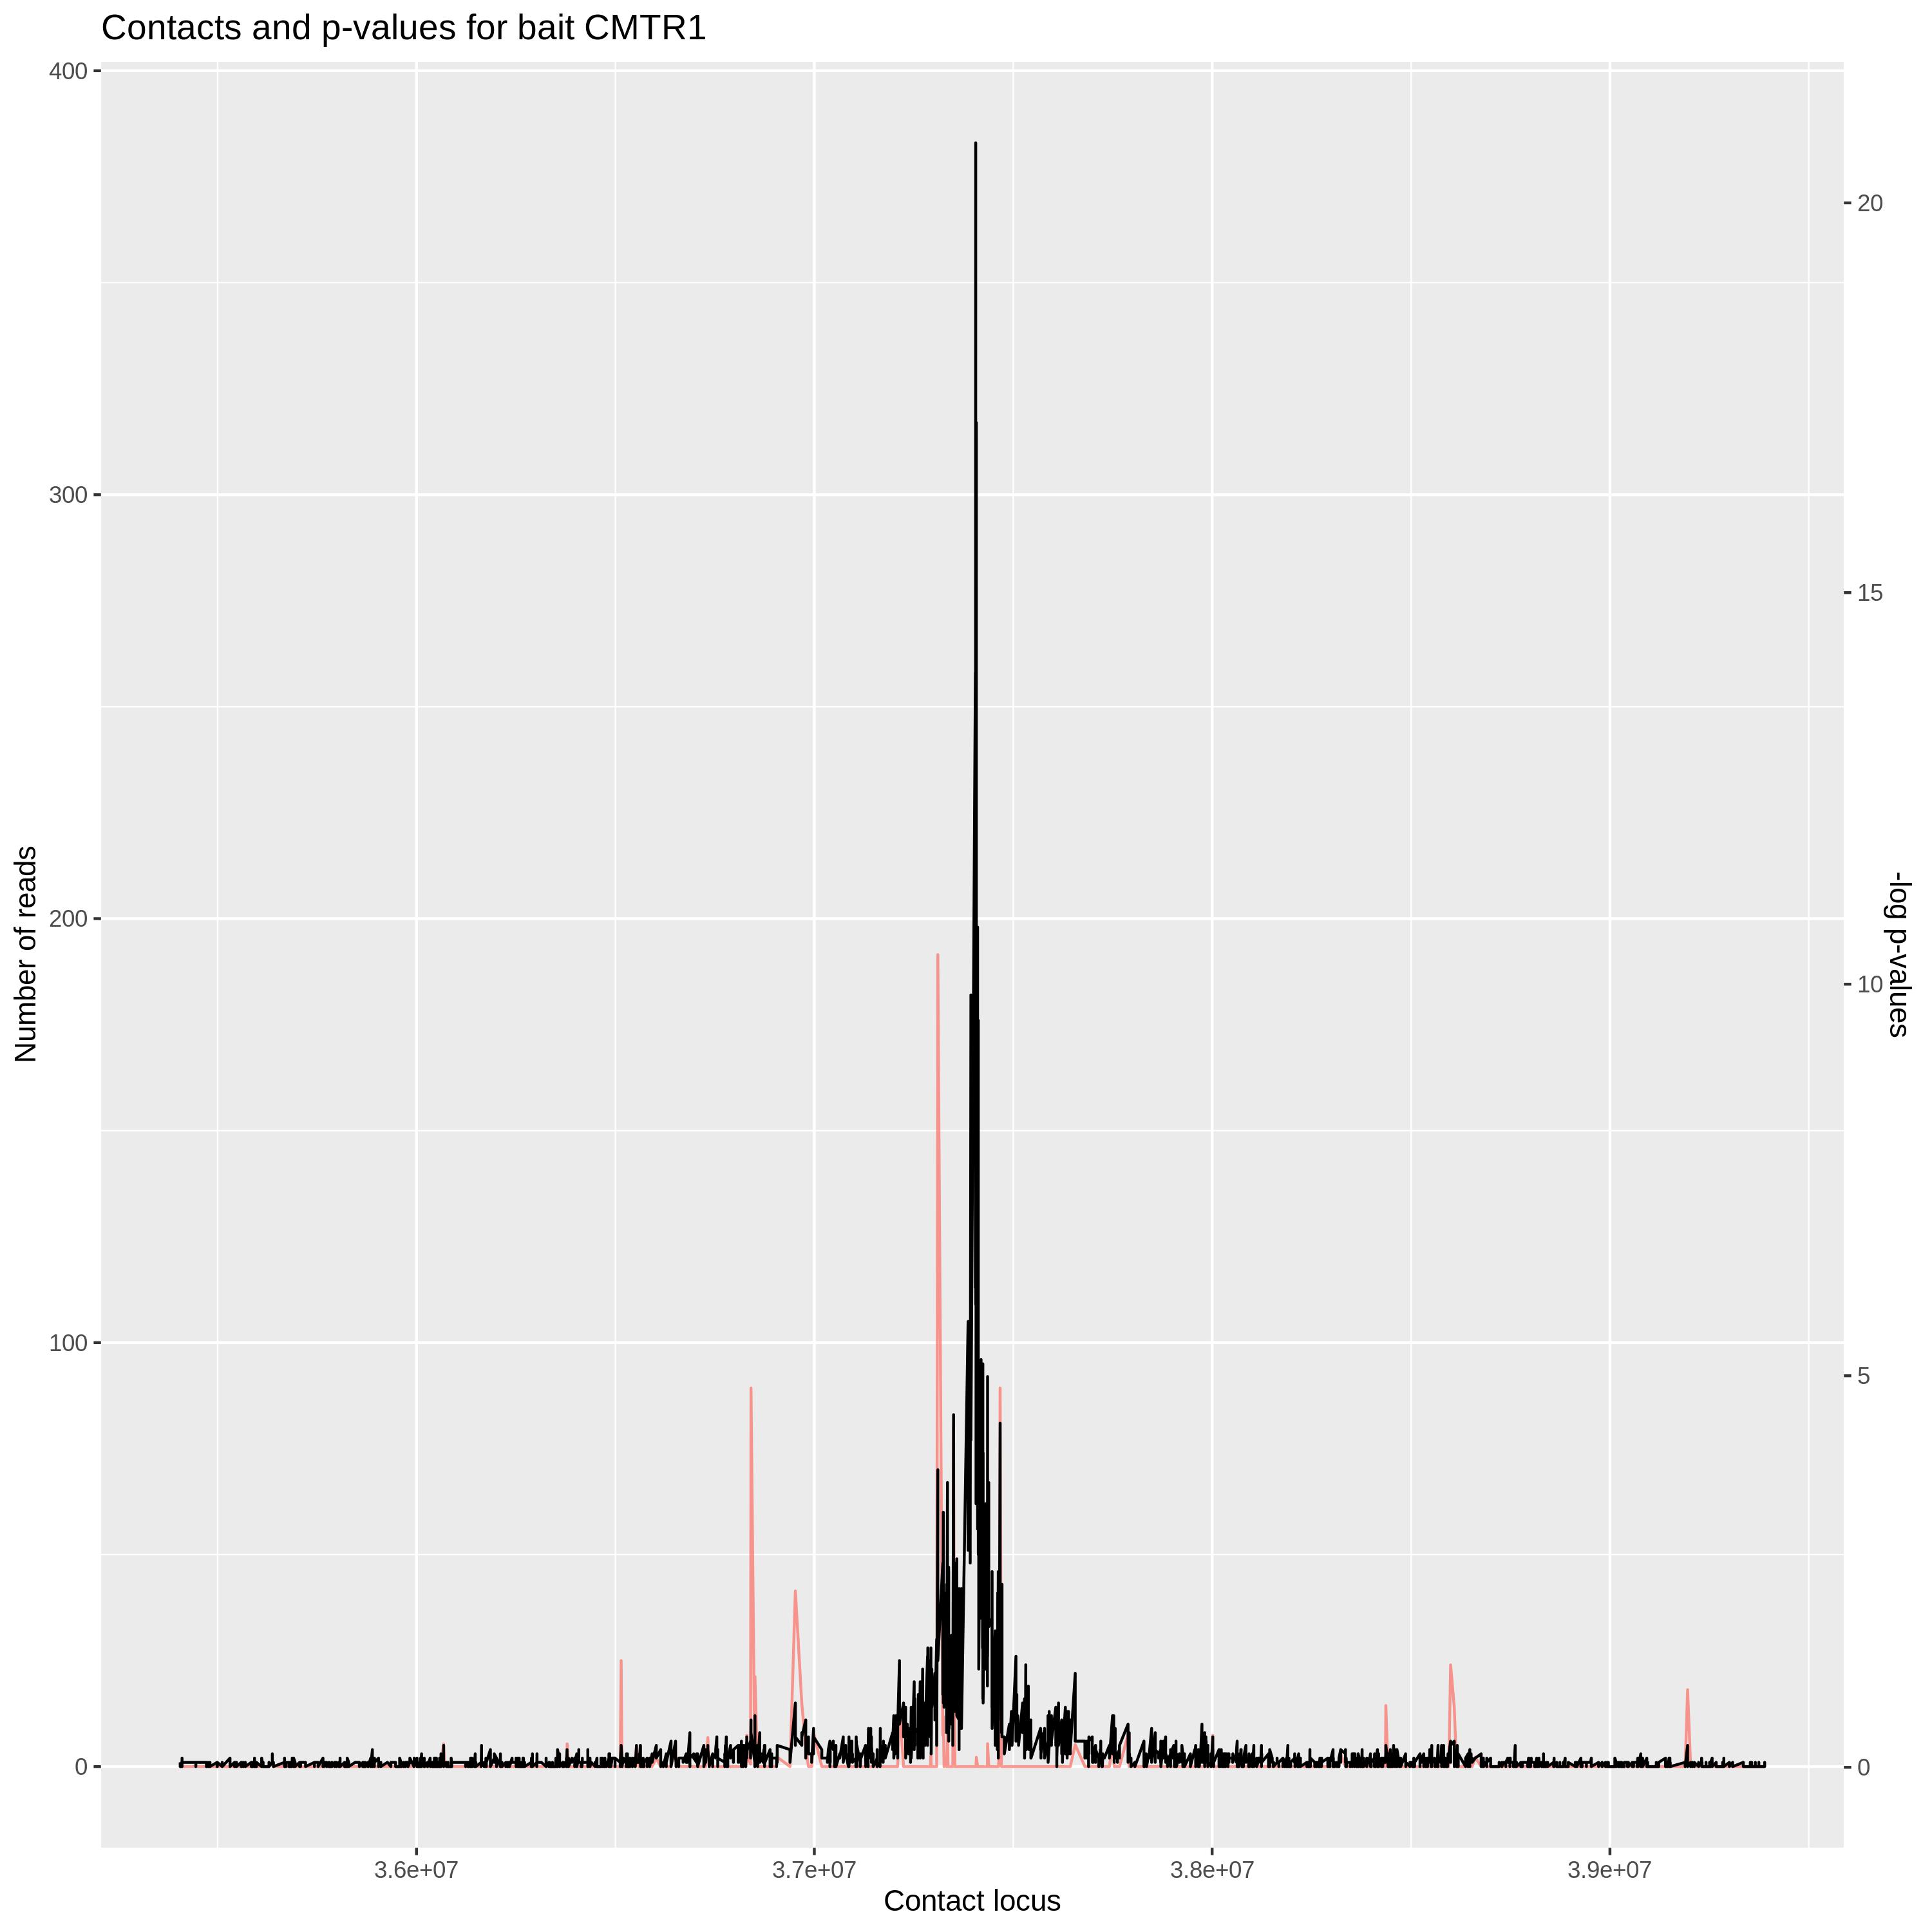 Contacts and p-values for bait CMTR1
400
300
200
100
0
Number of reads
20
15
10
5
0
-log p-values
3.6e+07
3.7e+07
3.8e+07
3.9e+07
Contact locus